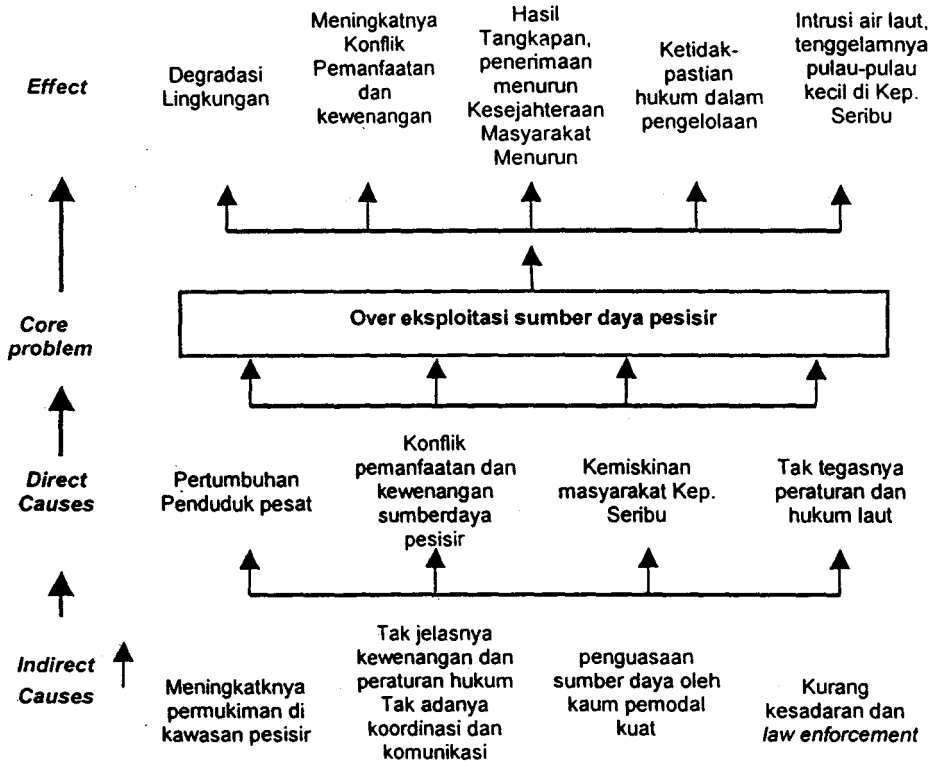 Effect
Degradasi
Lingkungan
Meningkatnya
Konflik
Pemanfaatan
dan
kewenangan
Hasil
Tangkapan,
penerimaan
menurun
Kesejahteraan
Masyarakat
Menurun
Ketidak-
pastian
hukum dalam
pengelolaan
Intrusi air laut,
tenggelamnya
pulau-pulau
kecil di Kep.
Seribu
Core
problem
Over eksploitasi sumber daya pesisir
Direct
Causes
Pertumbuhan
Penduduk pesat
Konflik
pemanfaatan dan
kewenangan
sumberdaya
pesisir
Kemiskinan
masyarakat Kep.
Seribu
Tak tegasnya
peraturan dan
hukum laut
Indirect
Causes
Meningkatknya
permukiman di
kawasan pesisir
Tak jelasnya
kewenangan dan
peraturan hukum
Tak adanya
koordinasi dan
komunikasi
penguasaan
sumber daya oleh
kaum pemodal
kuat
Kurang
kesadaran dan
law enforcement